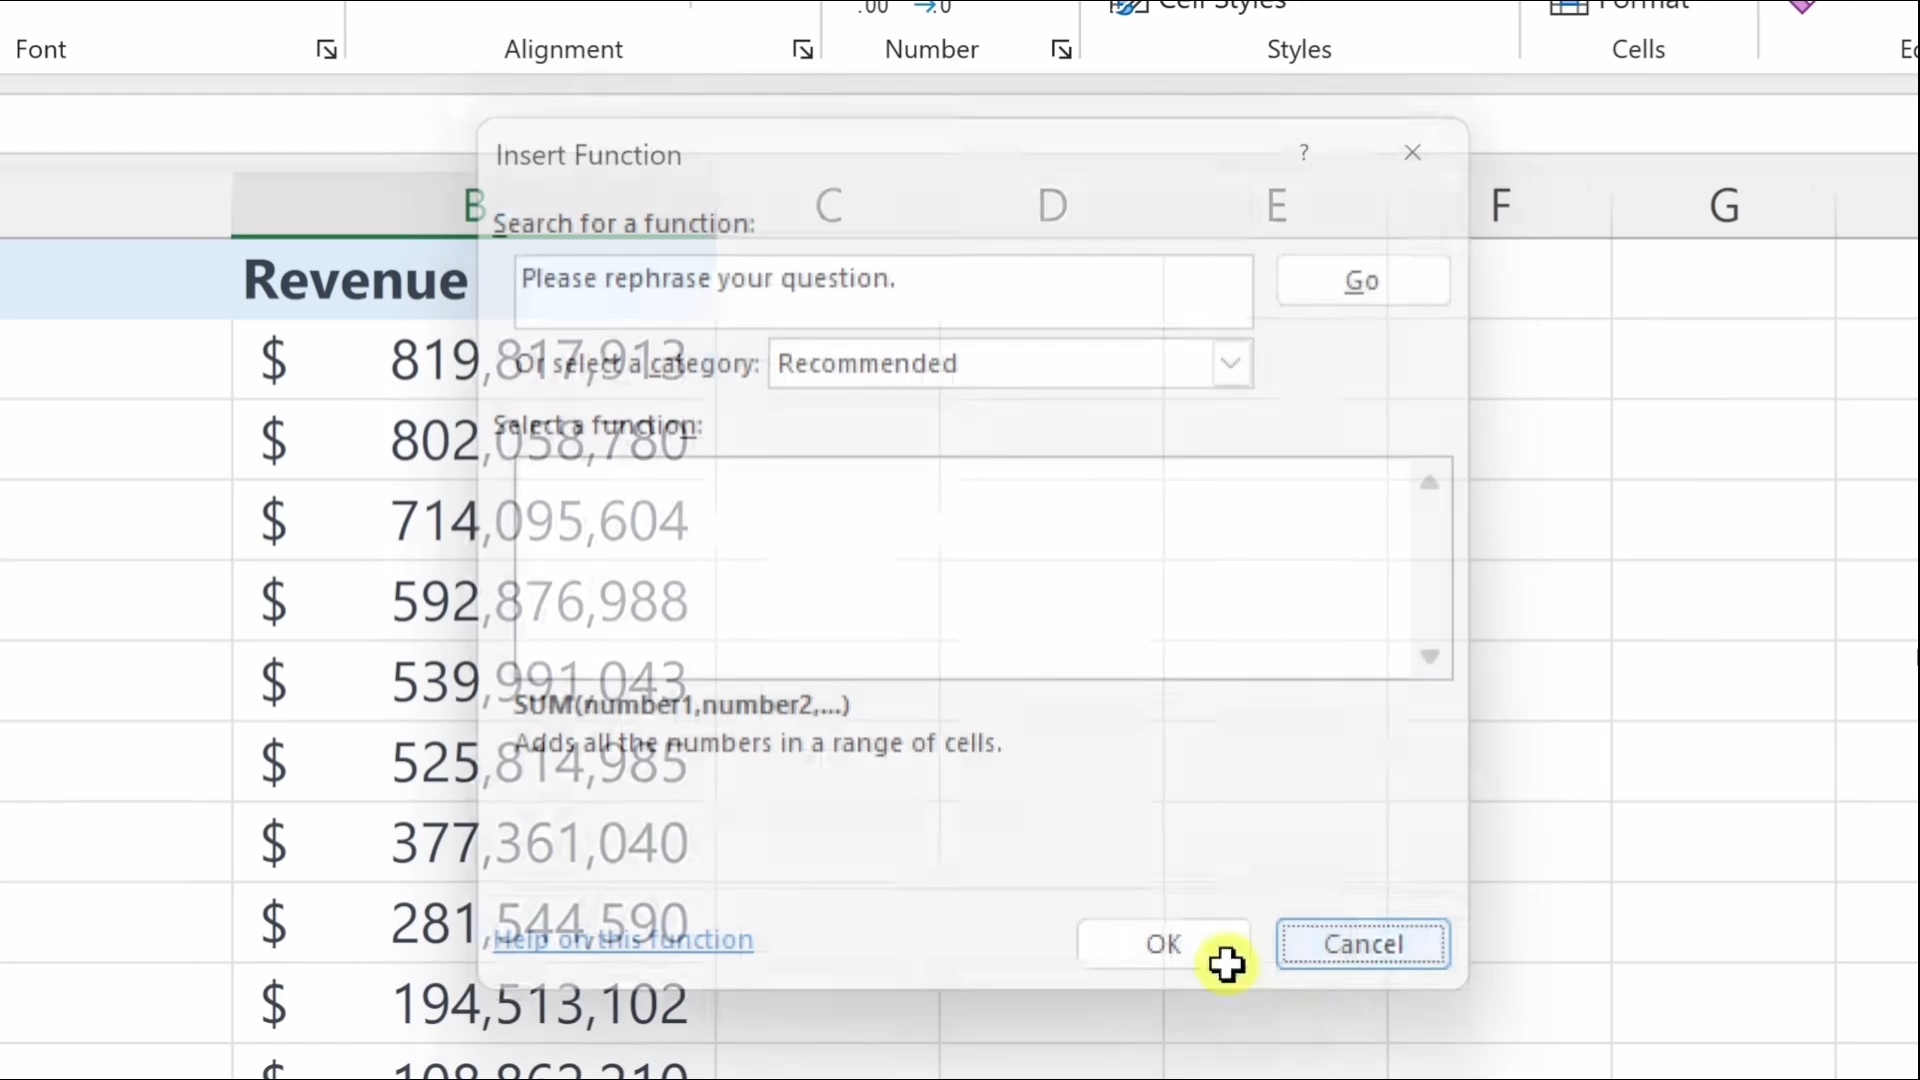 .00 →.0 Cell Styles Format
Font Alignment Number Styles Cells
Insert Function ? ×
B C D E F G
Search for a function:
Revenue
Please rephrase your question.
Go
$ 819,817,913
Or select a category: Recommended
Select a function:
$ 802,058,780
$ 714,095,604
$ 592,876,988
$ 539,991,043
SUM(number1,number2,...)
Adds all the numbers in a range of cells.
$ 525,814,985
$ 377,361,040
$ 281,544,590
Help on this function
OK Cancel
$ 194,513,102